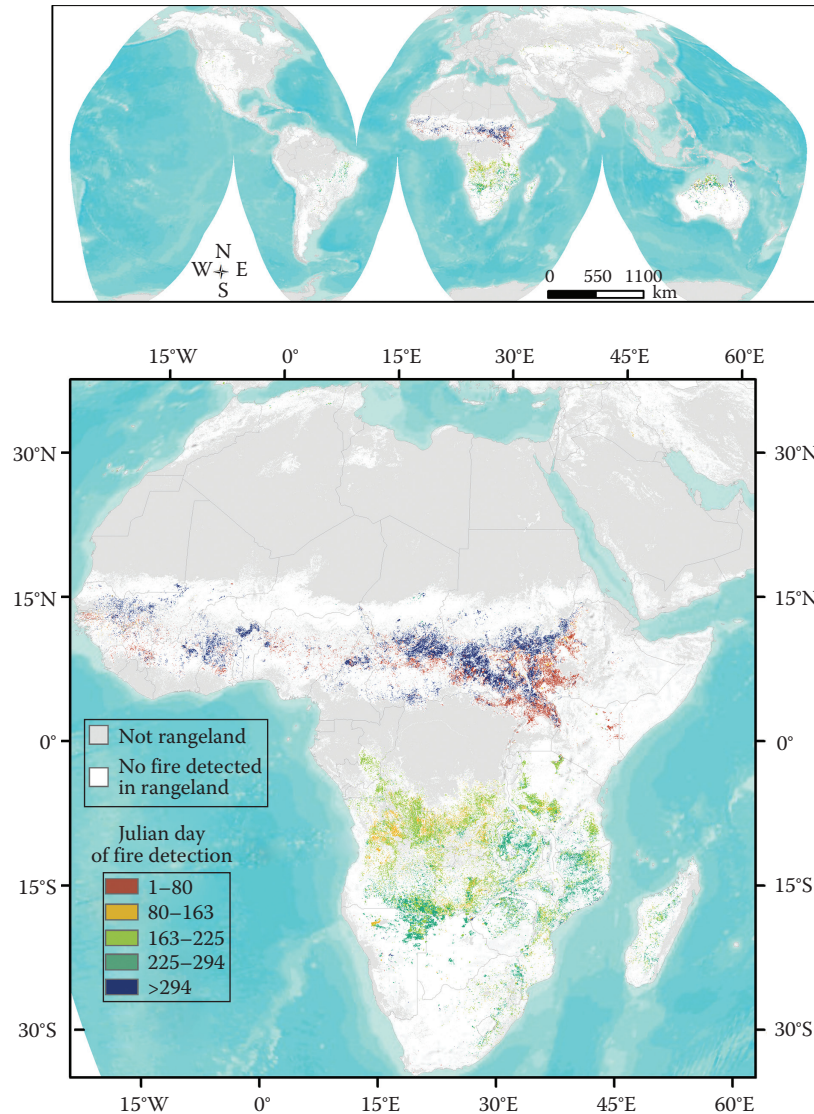 N
W E
S
0 550 1100
km
15°W 0° 15°E 30°E 45°E 60°E
30°N 30°N
15°N 15°N
0° 0°
15°S 15°S
30°S 30°S
Not rangeland
No fire detected
in rangeland
Julian day
of fire detection
1–80
80–163
163–225
225–294
>294
15°W 0° 15°E 30°E 45°E 60°E